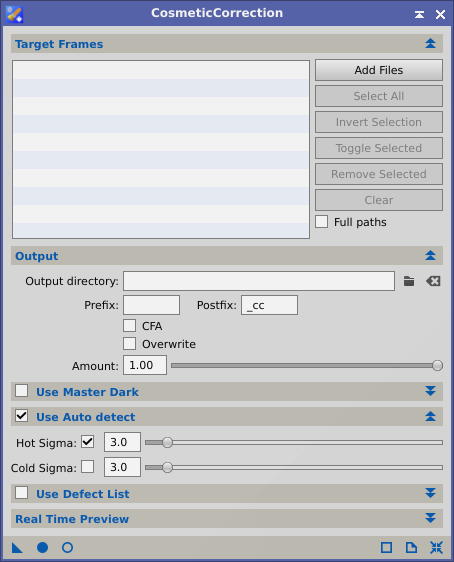 CosmeticCorrection
Target Frames
Add Files
Select All
Invert Selection
Toggle Selected
Remove Selected
Clear
Full paths
Output
Output directory:
Prefix: Postfix: _cc
CFA
Overwrite
Amount: 1.00
Use Master Dark
Use Auto detect
Hot Sigma: 3.0
Cold Sigma: 3.0
Use Defect List
Real Time Preview